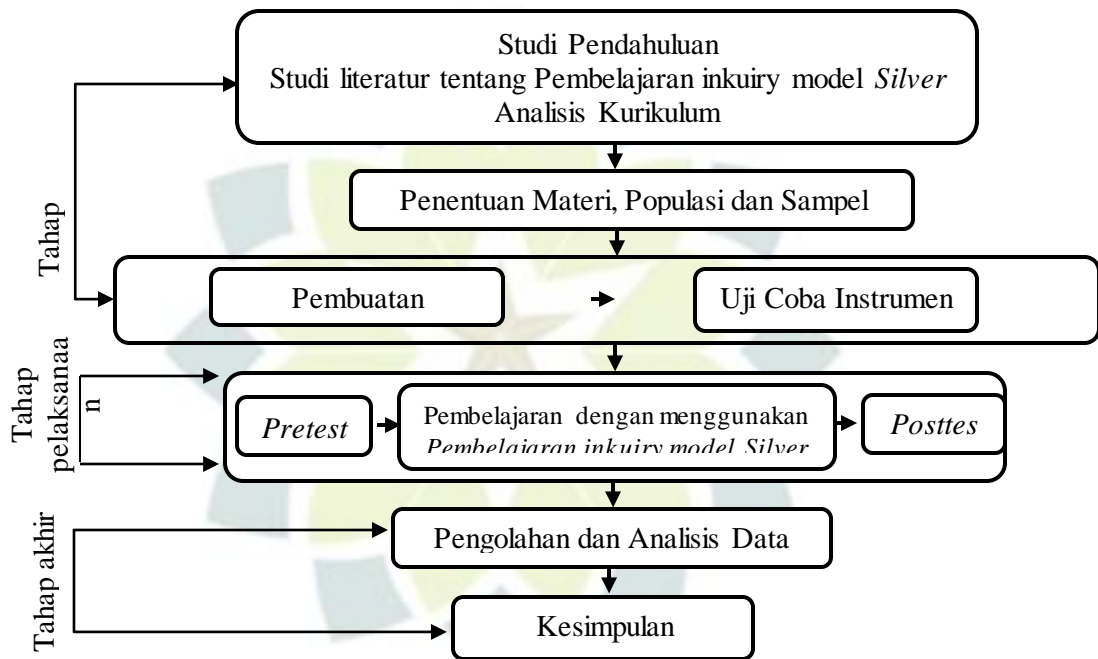 Studi Pendahuluan
Studi literatur tentang Pembelajaran inkuiry model Silver
Analisis Kurikulum
Penentuan Materi, Populasi dan Sampel
Tahap
Pembuatan
Uji Coba Instrumen
Tahap
pelaksanaa
n
Pretest
Pembelajaran dengan menggunakan
Pembelajaran inkuiry model Silver
Posttes
Tahap akhir
Pengolahan dan Analisis Data
Kesimpulan